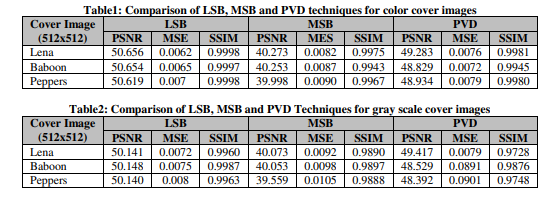 Table1: Comparison of LSB, MSB and PVD techniques for color cover images
Cover Image (512x512) LSB MSB PVD
PSNR MSE SSIM PSNR MES SSIM PSNR MSE SSIM
Lena 50.656 0.0062 0.9998 40.273 0.0082 0.9975 49.283 0.0076 0.9981
Baboon 50.654 0.0065 0.9997 40.253 0.0087 0.9943 48.829 0.0072 0.9945
Peppers 50.619 0.007 0.9998 39.998 0.0090 0.9967 48.934 0.0079 0.9980
Table2: Comparison of LSB, MSB and PVD Techniques for gray scale cover images
Cover Image (512x512) LSB MSB PVD
PSNR MSE SSIM PSNR MSE SSIM PSNR MSE SSIM
Lena 50.141 0.0072 0.9960 40.073 0.0092 0.9890 49.417 0.0079 0.9728
Baboon 50.148 0.0075 0.9987 40.053 0.0098 0.9897 48.529 0.0891 0.9876
Peppers 50.140 0.008 0.9963 39.559 0.0105 0.9888 48.392 0.0901 0.9748